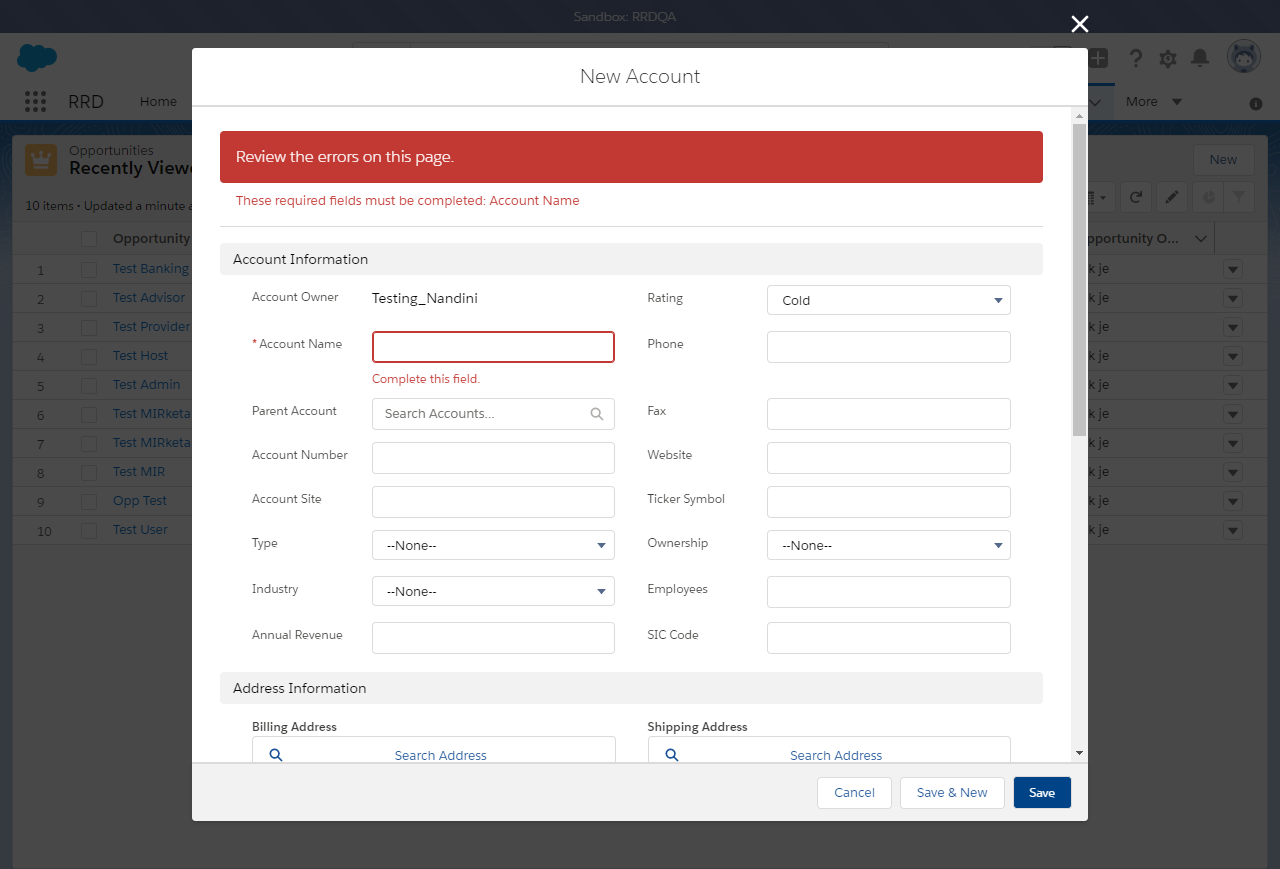 Sandbox: RRDQA
New Account
RRD
Home
More
Review the errors on this page.
These required fields must be completed: Account Name
Opportunities
Recently
New
10 items • Updated a minute
Account Information
Account Owner Testing_Nandini Rating Cold
*Account Name Phone
Complete this field.
Parent Account Search Accounts... Fax
Account Number Website
Account Site Ticker Symbol
Type --None-- Ownership --None--
Industry --None-- Employees
Annual Revenue SIC Code
Address Information
Billing Address Shipping Address
Search Address Search Address
Cancel Save & New Save
Opportunity
1 Test Banking
2 Test Advisor
3 Test Provider
4 Test Host
5 Test Admin
6 Test MIRketa
7 Test MIRketa
8 Test MIR
9 Opp Test
10 Test User
pportunity O...
k je
k je
k je
k je
k je
k je
k je
k je
k je
k je